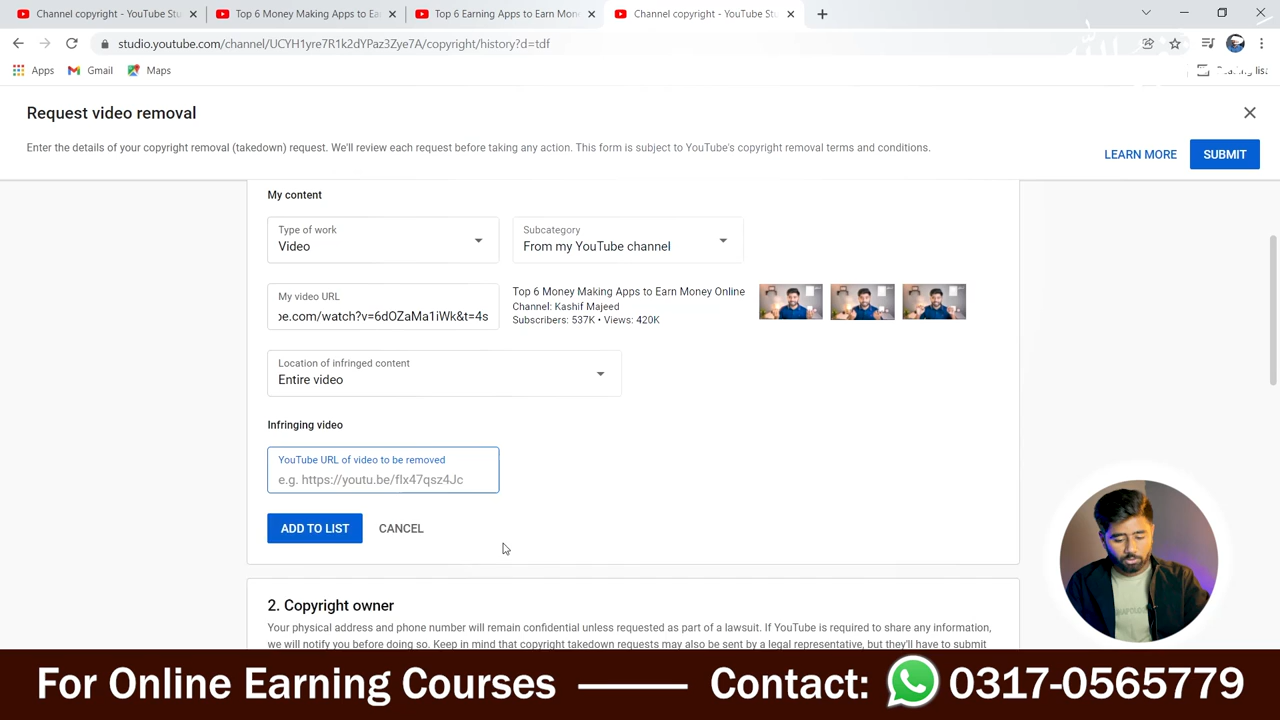 Channel copyright - YouTube Stu
Top 6 Money Making Apps to Ea
Top 6 Earning Apps to Earn Mon
Channel copyright - YouTube Stu
studio.youtube.com/channel/UCYH1yre7R1k2dYPaz3Zye7A/copyright/history?d=tdf
Apps
Gmail
Maps
Request video removal
Enter the details of your copyright removal (takedown) request. We'll review each request before taking any action. This form is subject to YouTube's copyright removal terms and conditions.
LEARN MORE
SUBMIT
My content
Type of work
Video
Subcategory
From my YouTube channel
My video URL
be.com/watch?v=6dOZaMa1iWk&t=4s
Top 6 Money Making Apps to Earn Money Online
Channel: Kashif Majeed
Subscribers: 537K • Views: 420K
Location of infringed content
Entire video
Infringing video
YouTube URL of video to be removed
e.g. https://youtu.be/flx47qsz4Jc
ADD TO LIST
CANCEL
2. Copyright owner
Your physical address and phone number will remain confidential unless requested as part of a lawsuit. If YouTube is required to share any information,
we will notify you before doing so. Keep in mind that copyright takedown requests may also be sent by a legal representative, but they'll have to submit
For Online Earning Courses
Contact:
0317-0565779